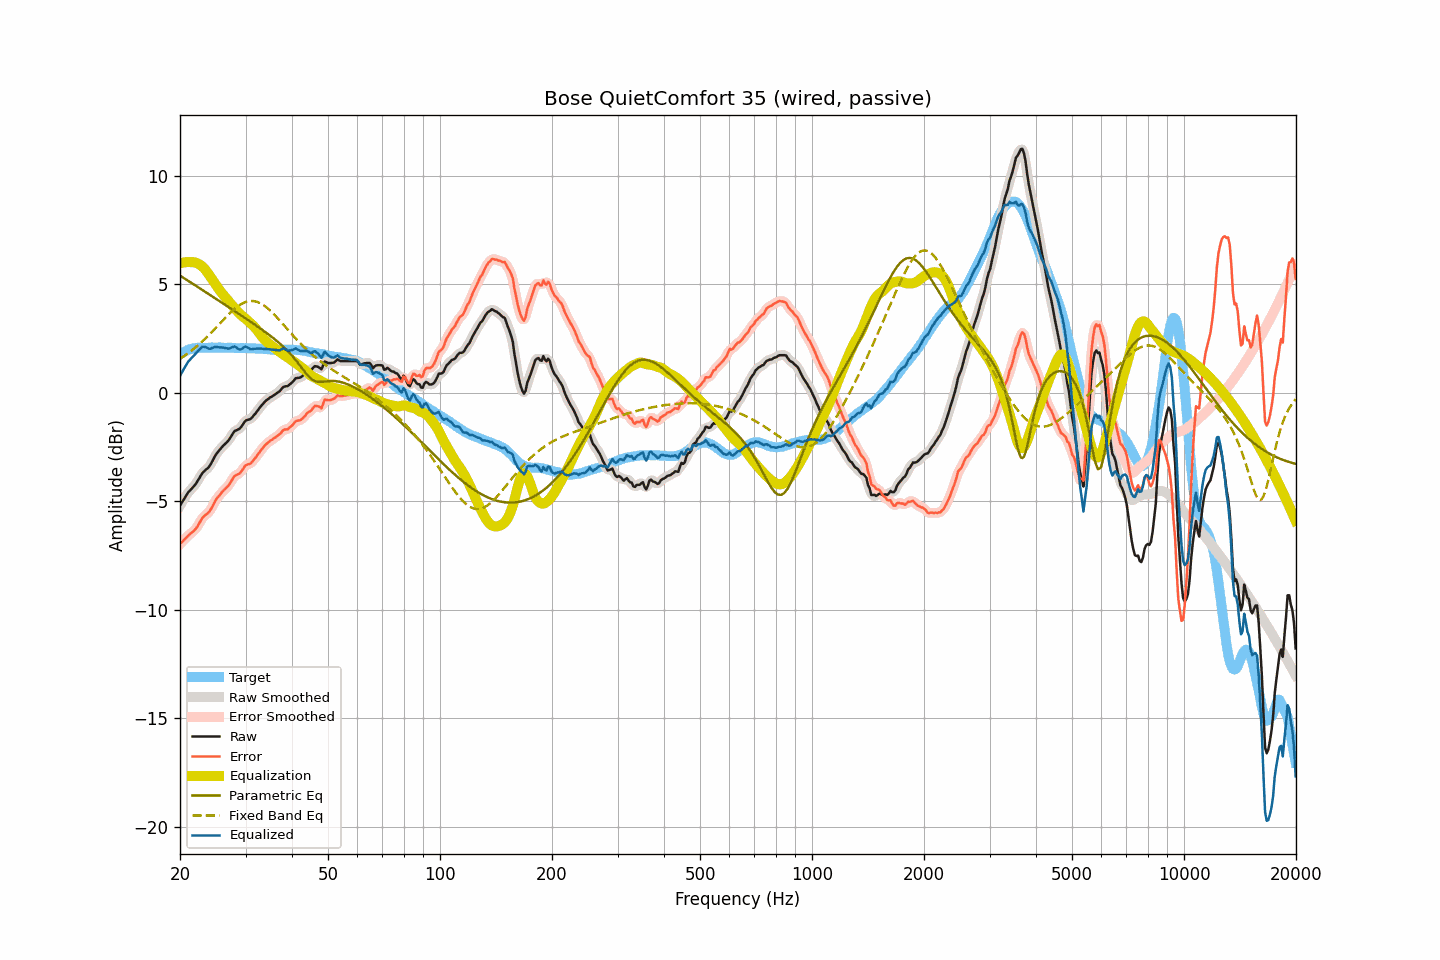 Bose QuietComfort 35 (wired, passive)
Amplitude (dBr)
10
5
0
−5
−10
−15
−20
Target
Raw Smoothed
Error Smoothed
Raw
Error
Equalization
Parametric Eq
Fixed Band Eq
Equalized
20 50 100 200 500 1000 2000 5000 10000 20000
Frequency (Hz)